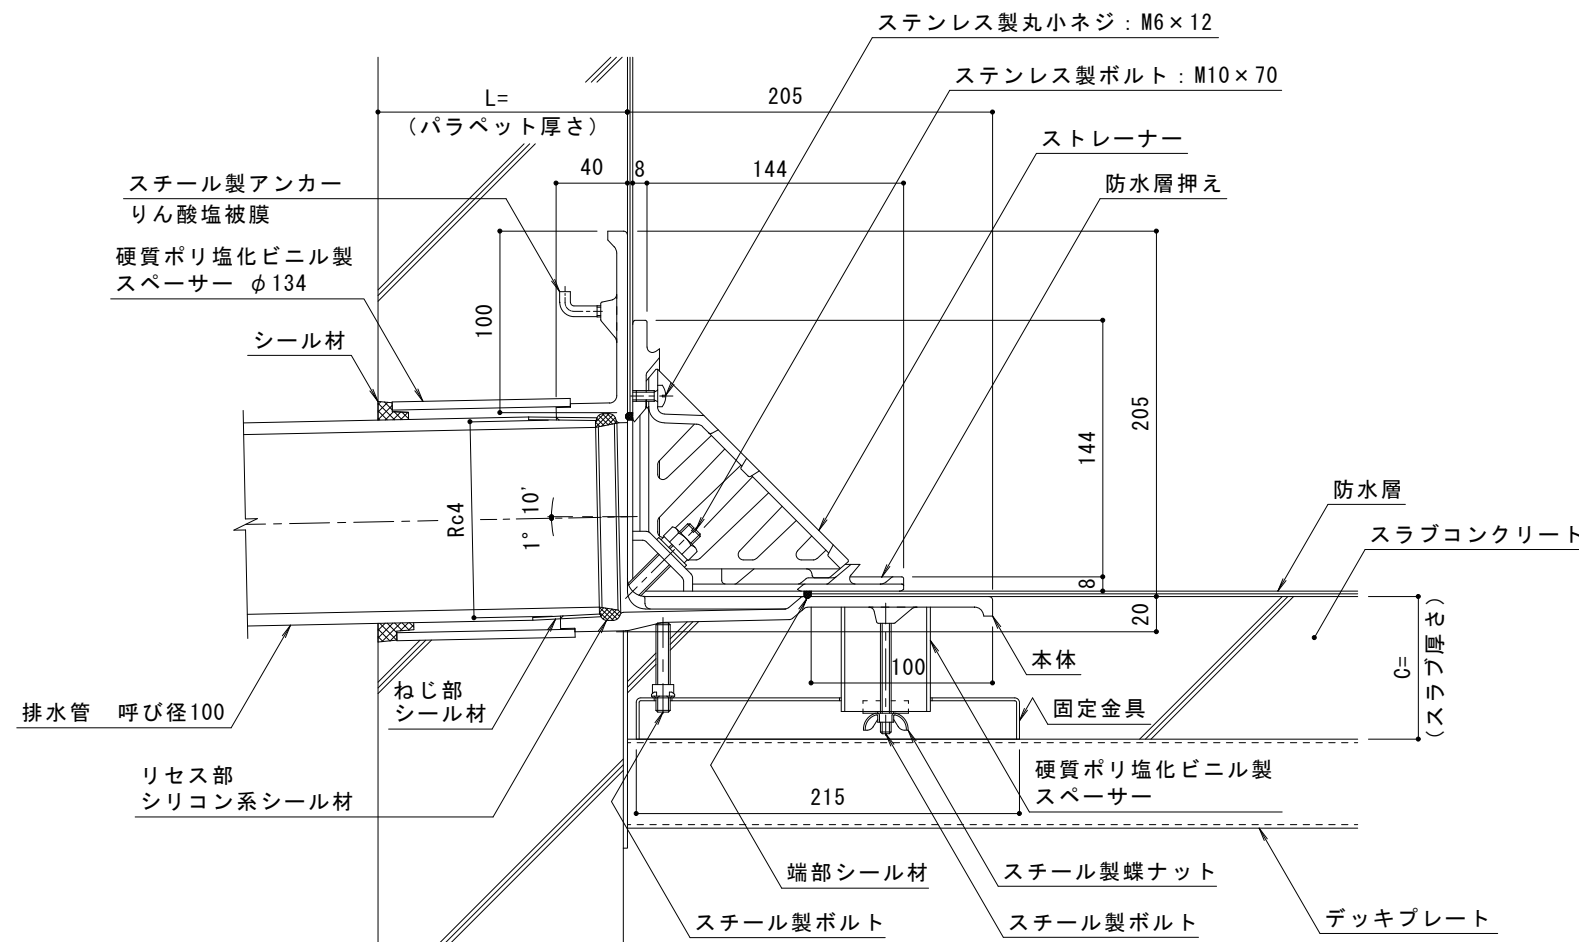 ステンレス製丸小ネジ：M6×12
ステンレス製ボルト：M10×70
L=
（パラペット厚さ）
205
ストレーナー
40
8
144
防水層押え
スチール製アンカー
りん酸塩被膜
硬質ポリ塩化ビニル製
スペーサー φ134
シール材
100
205
144
Rc4
1° 10'
防水層
スラブコンクリート
8
20
C=
（スラブ厚さ）
100
本体
ねじ部
シール材
排水管 呼び径100
固定金具
リセス部
シリコン系シール材
硬質ポリ塩化ビニル製
スペーサー
215
端部シール材
スチール製蝶ナット
スチール製ボルト
スチール製ボルト
デッキプレート